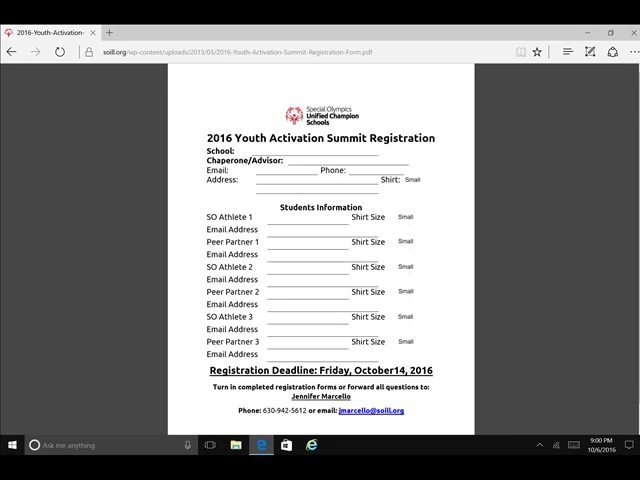 2016-Youth-Activation-
soill.org/wp-content/uploads/2013/03/2016-Youth-Activation-Summit-Registration-Form.pdf
Special Olympics
Unified Champion
Schools
2016 Youth Activation Summit Registration
School:
Chaperone/Advisor:
Email: Phone:
Address: Shirt: Small
Students Information
SO Athlete 1 Shirt Size Small
Email Address
Peer Partner 1 Shirt Size Small
Email Address
SO Athlete 2 Shirt Size Small
Email Address
Peer Partner 2 Shirt Size Small
Email Address
SO Athlete 3 Shirt Size Small
Email Address
Peer Partner 3 Shirt Size Small
Email Address
Registration Deadline: Friday, October14, 2016
Turn in completed registration forms or forward all questions to:
Jennifer Marcello
Phone: 630-942-5612 or email: jmarcello@soill.org
Ask me anything
9:00 PM
10/6/2016